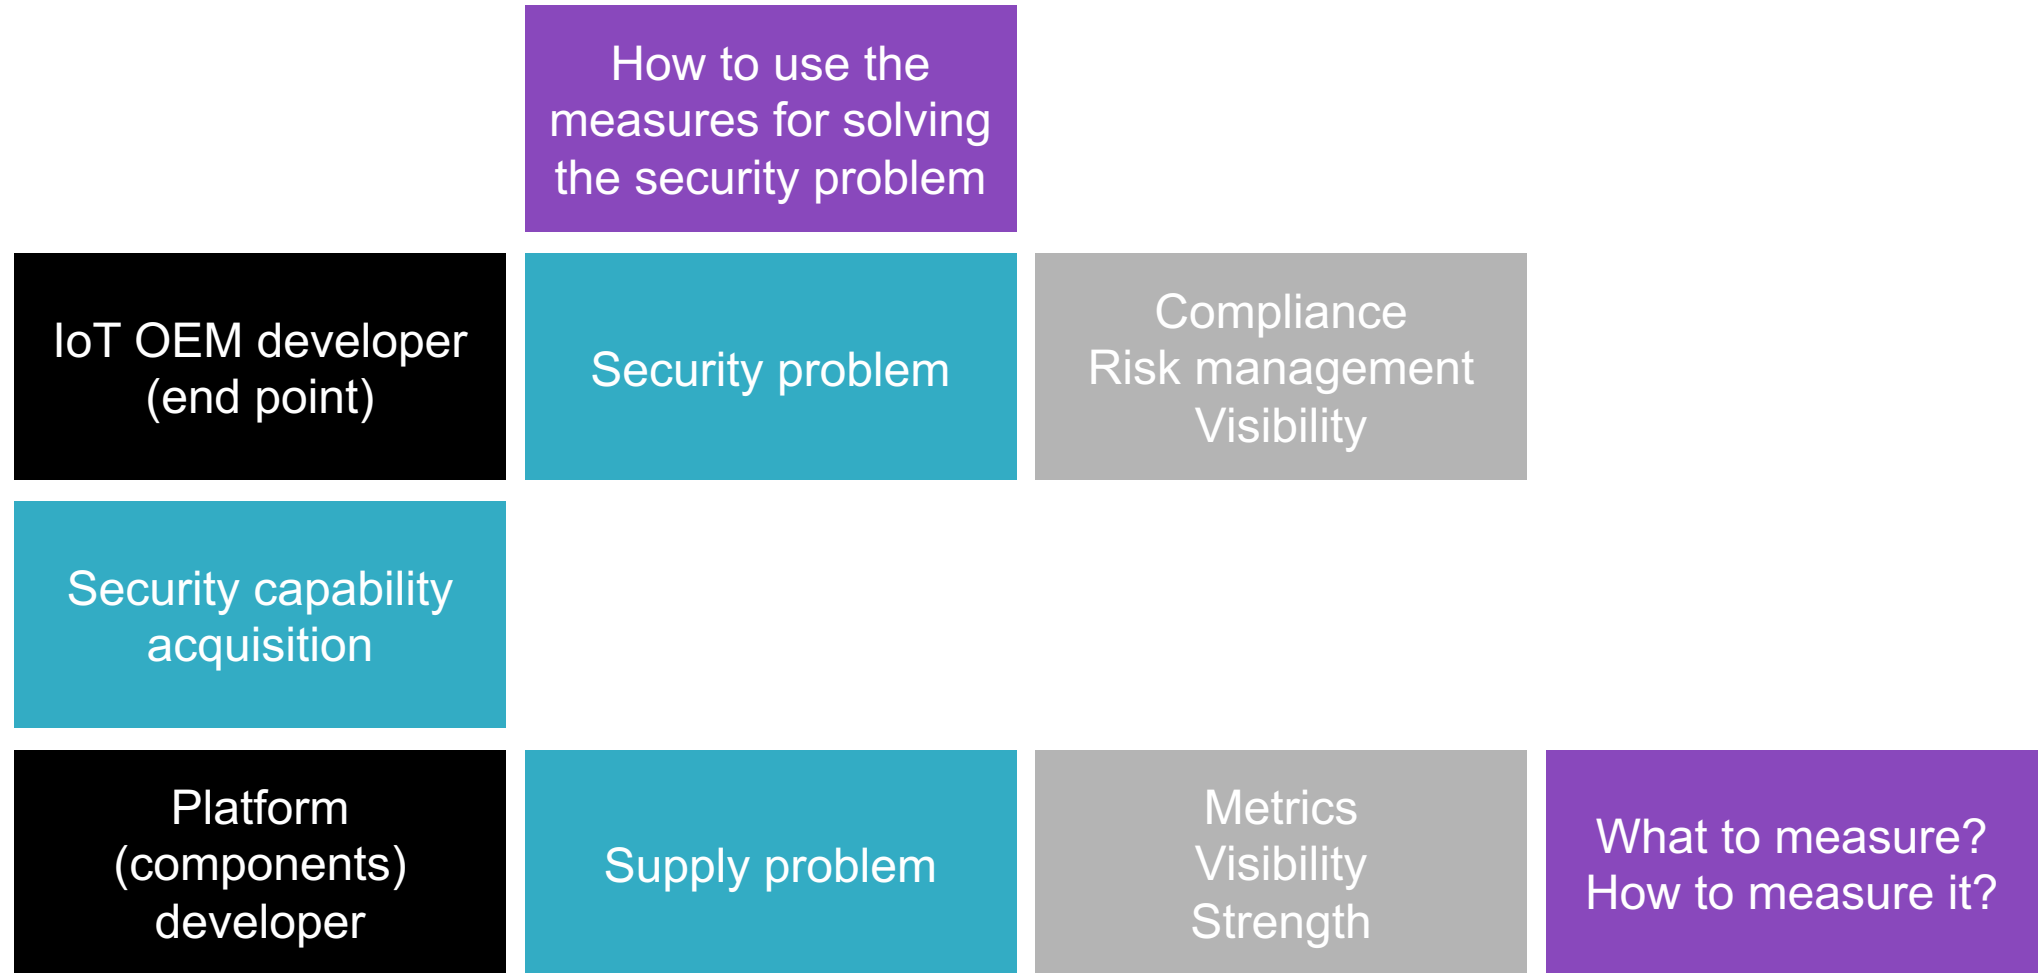 How to use the
measures for solving
the security problem
IoT OEM developer
(end point)
Security problem
Compliance
Risk management
Visibility
Security capability
acquisition
Platform
(components)
developer
Supply problem
Metrics
Visibility
Strength
What to measure?
How to measure it?